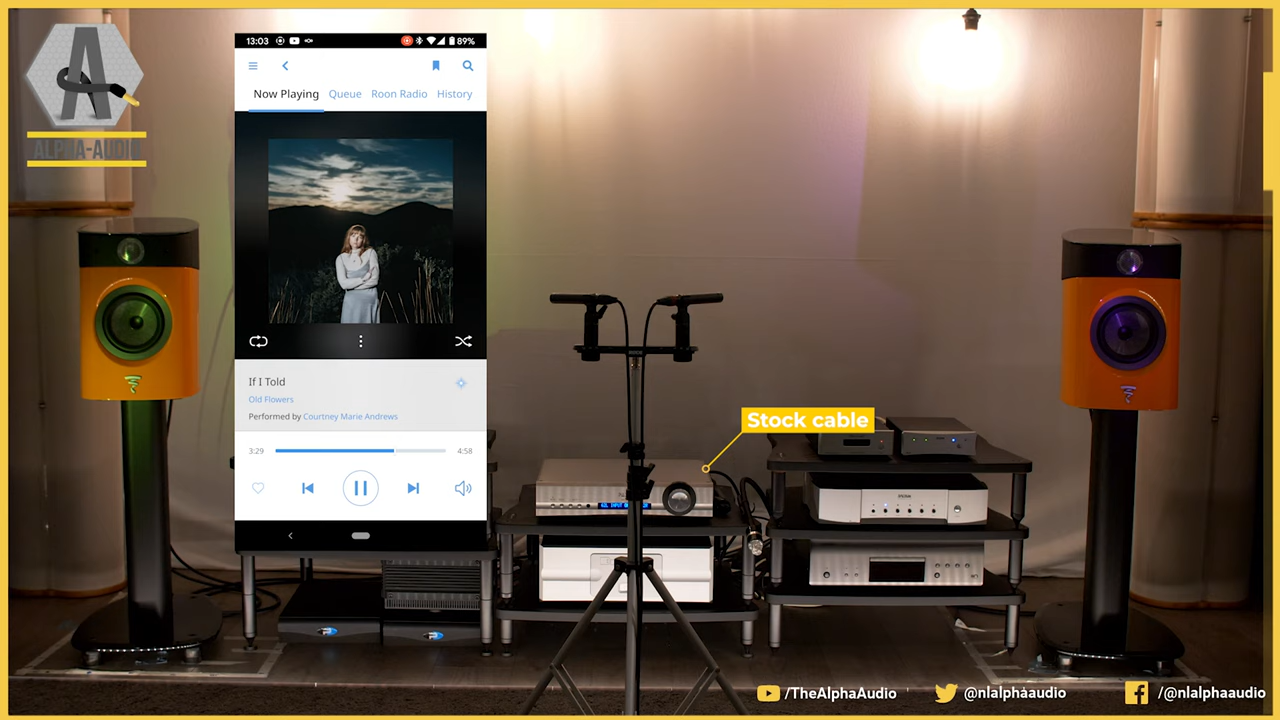 13:03
89%
Now Playing Queue Roon Radio History
If I Told
Old Flowers
Performed by Courtney Marie Andrews
3:29
4:58
ALPHA-AUDIO
Stock cable
/TheAlphaAudio
@nlalphaaudio
/@nlalphaaudio